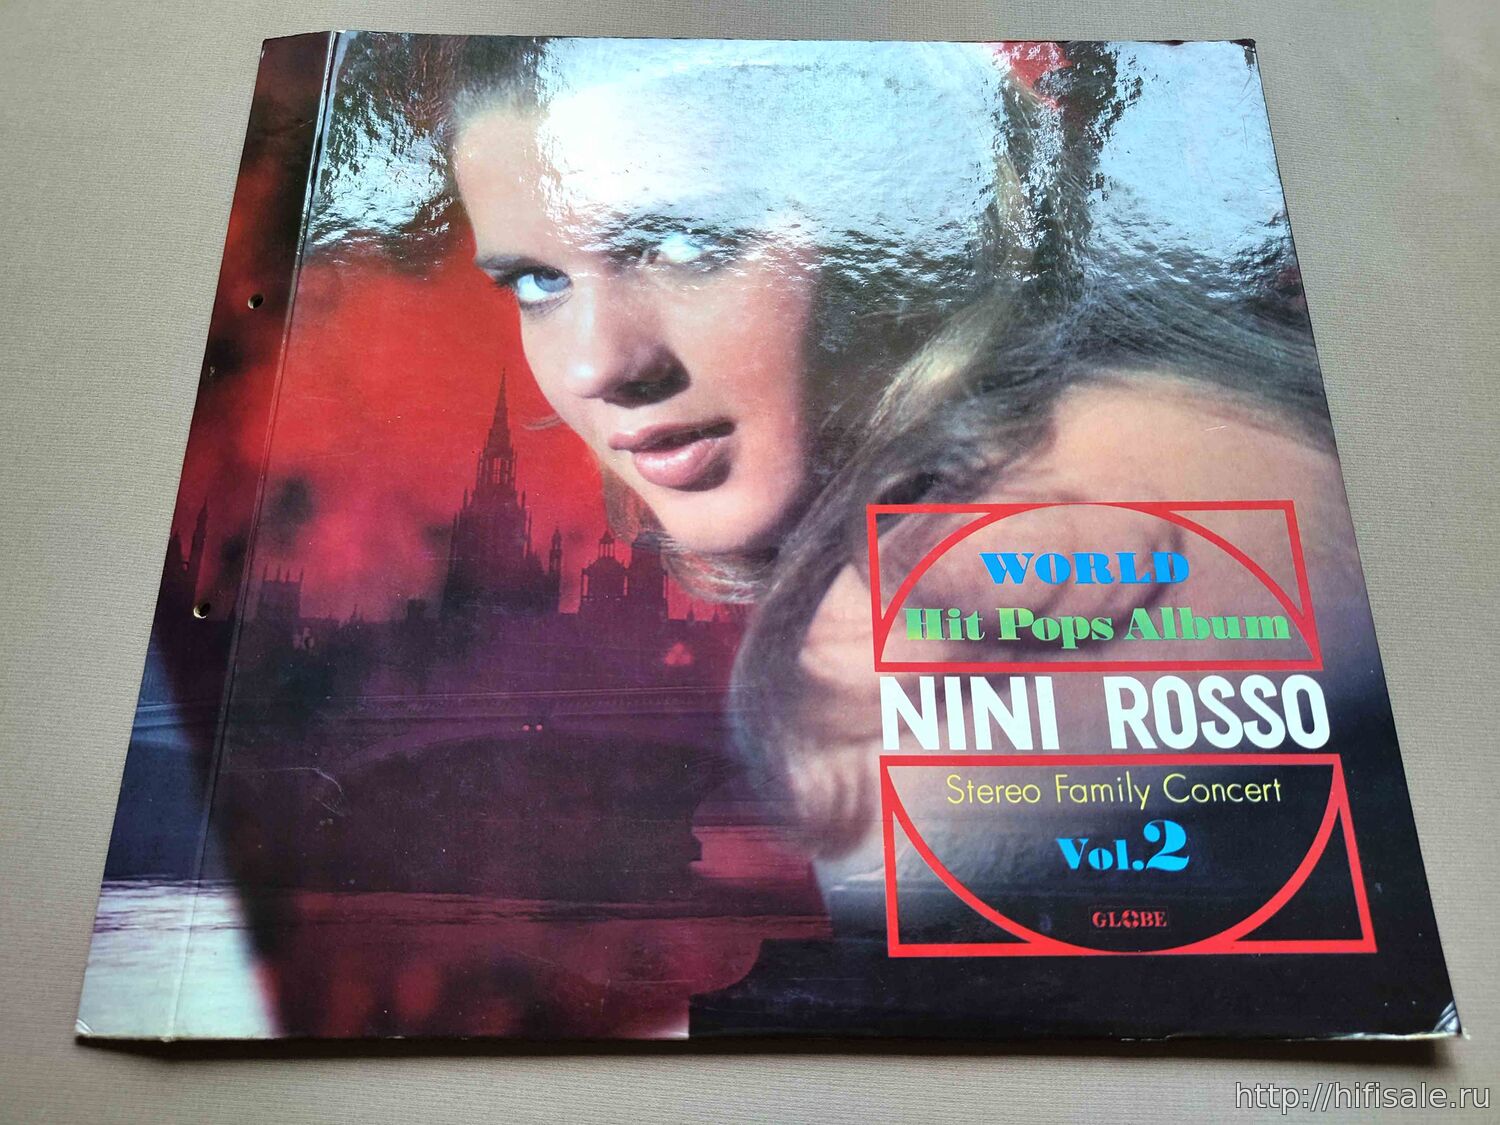 WORLD
Hit Pops Album
NINI ROSSO
Stereo Family Concert
Vol.2
GLOBE
http://hifisale.ru